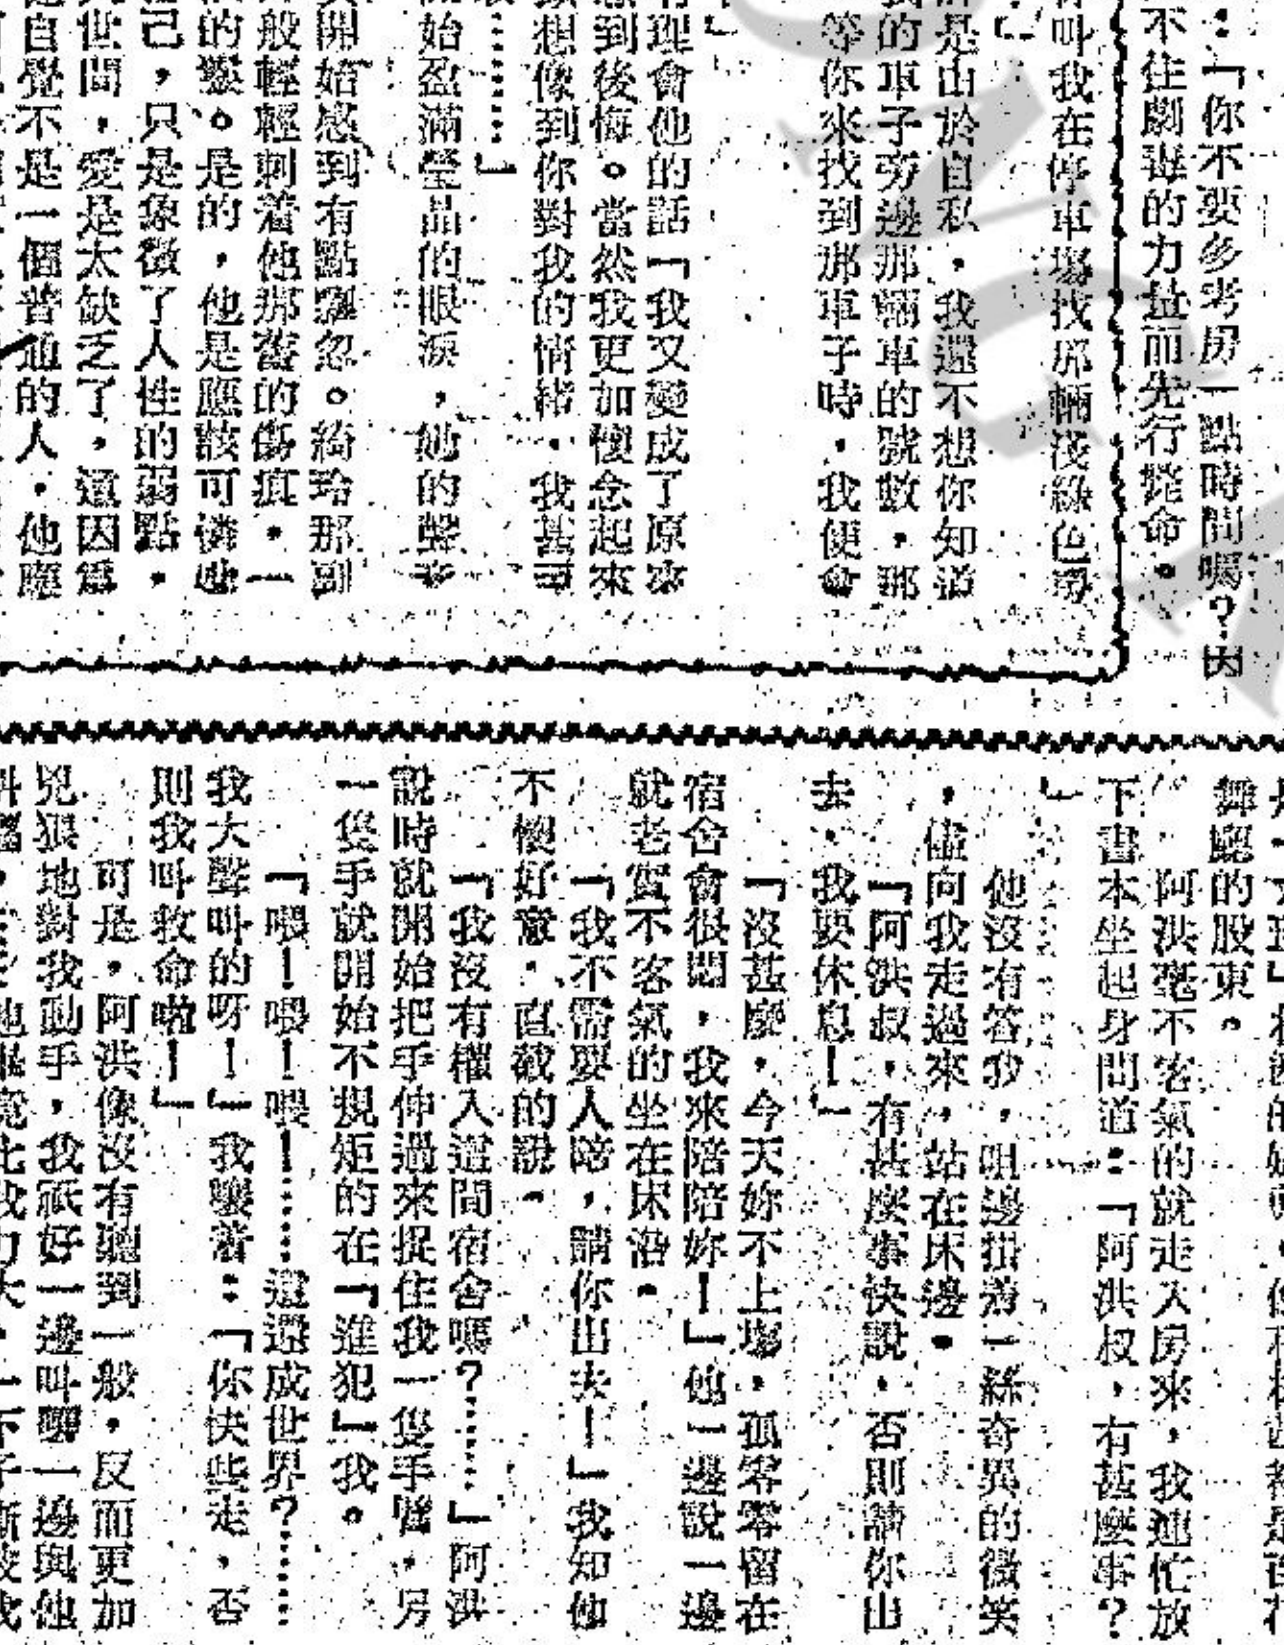 ：「你不要多考慮一點時間嗎？因
不住劇毒的力量而先行斃命。
叫我在停車場找那輛淺綠色的
是由於自私，我還不想你知道
的車子旁邊那輛車的號數，那
等你來找到那車子時，我便會
理會他的話「我又變成了原來
到後悔。當然我更加懷念起來
想像到你對我的情緒，我甚至
……」
始盈滿瑩晶的眼淚，她的聲音
開始感到有點飄忽。綺玲那副
般輕輕刺着他那舊的傷痕，一
的。是的，他是應該可憐地
己，只是象徵了人性的弱點，
世間，愛是太缺乏了，這因為
自覺不是一個普通的人，他應
舞廳的股東。
阿洪毫不客氣的就走入房來，我連忙放
下書本坐起身問道：「阿洪叔，有甚麼事？
」
他沒有答我，咀邊掛着一絲奇異的微笑
，儘向我走過來，站在床邊。
「阿洪叔，有甚麼事快說，否則請你出
去，我要休息！」
「沒甚麼，今天妳不上場，孤零零留在
宿舍會很悶，我來陪陪妳！」他一邊說一邊
就老實不客氣的坐在床沿。
「我不需要人陪，請你出去！」我知他
不懷好意，直截的說。
「我沒有權入這間宿舍嗎？……」阿洪
說時就開始把手伸過來捉住我一隻手臂，另
一隻手就開始不規矩的在「進犯」我。
「喂！喂！喂！……這還成世界？……
我大聲叫的呀！」我嚷着：「你快些走，否
則我叫救命啦！」
可是，阿洪像沒有聽到一般，反而更加
兇狠地對我動手，我祇好一邊叫嚷一邊與他